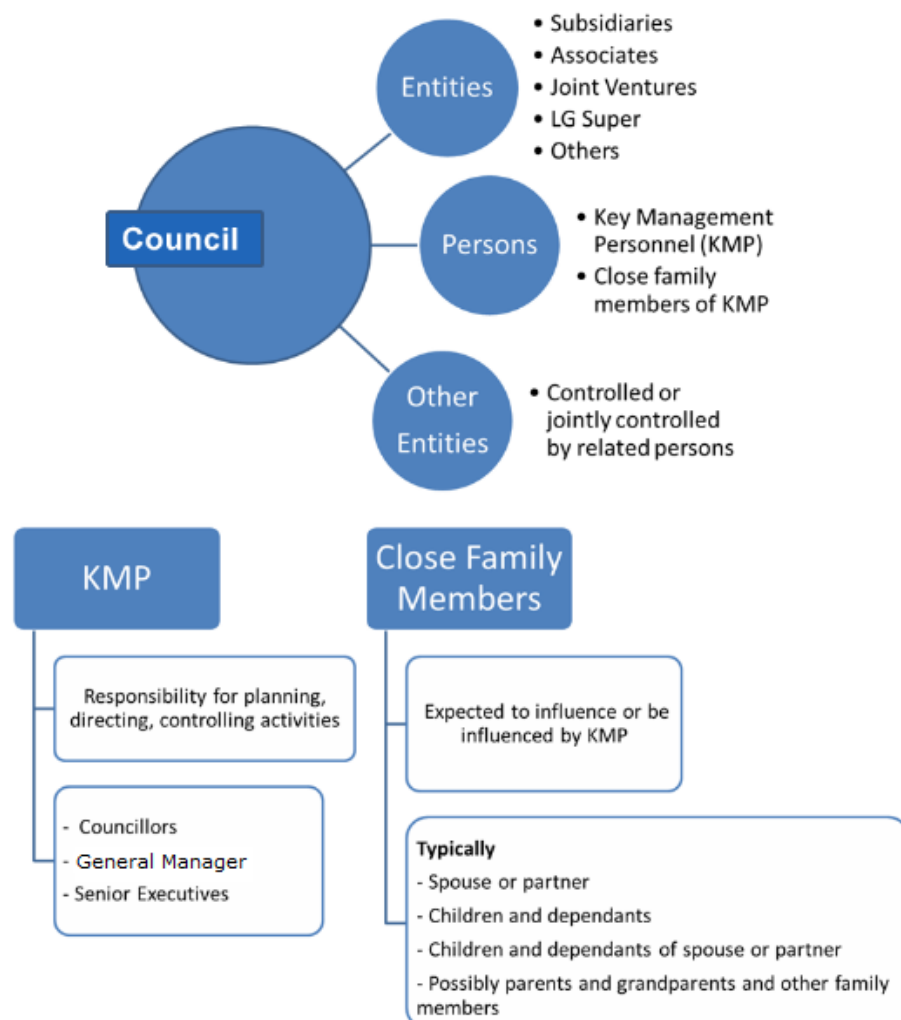 • Subsidiaries
• Associates
• Joint Ventures
• LG Super
• Others
Entities
Council
Persons
• Key Management
Personnel (KMP)
• Close family
members of KMP
Other
Entities
• Controlled or
jointly controlled
by related persons
KMP
Responsibility for planning,
directing, controlling activities
- Councillors
- General Manager
- Senior Executives
Close Family
Members
Expected to influence or be
influenced by KMP
Typically
- Spouse or partner
- Children and dependants
- Children and dependants of spouse or partner
- Possibly parents and grandparents and other family
members